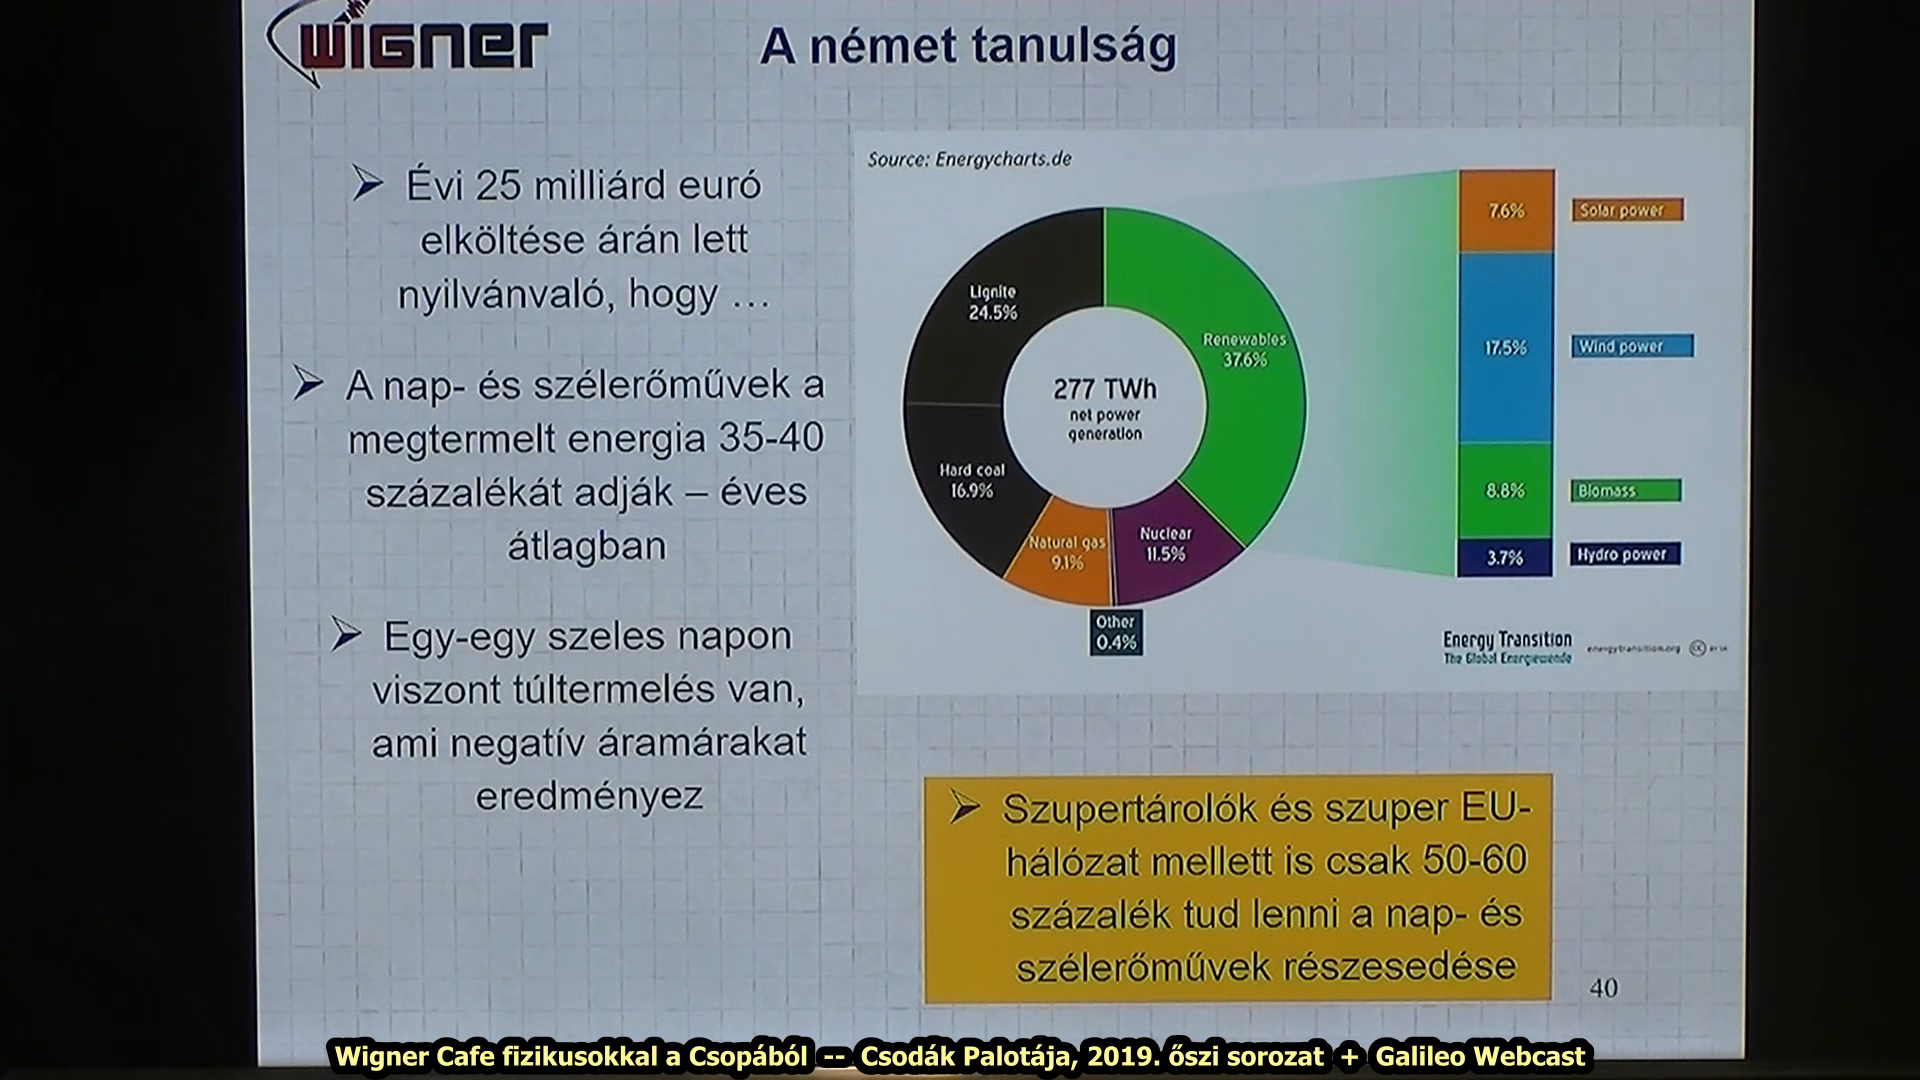 wigner
A német tanulság
Évi 25 milliárd euró
elköltése árán lett
nyilvánvaló, hogy …
A nap- és szélerőművek a
megtermelt energia 35-40
százalékát adják – éves
átlagban
Egy-egy szeles napon
viszont túltermelés van,
ami negatív áramárakat
eredményez
Source: Energycharts.de
Lignite
24.5%
Renewables
37.6%
277 TWh
net power
generation
Hard coal
16.9%
Natural gas
9.1%
Nuclear
11.5%
Other
0.4%
7.6%
Solar power
17.5%
Wind power
8.8%
Biomass
3.7%
Hydro power
Energy Transition
The Global Energiewende
energytransition.org
Szupertárolók és szuper EU-
hálózat mellett is csak 50-60
százalék tud lenni a nap- és
szélerőművek részesedése
40
Wigner Cafe fizikusokkal a Csopából -- Csodák Palotája, 2019. őszi sorozat + Galileo Webcast